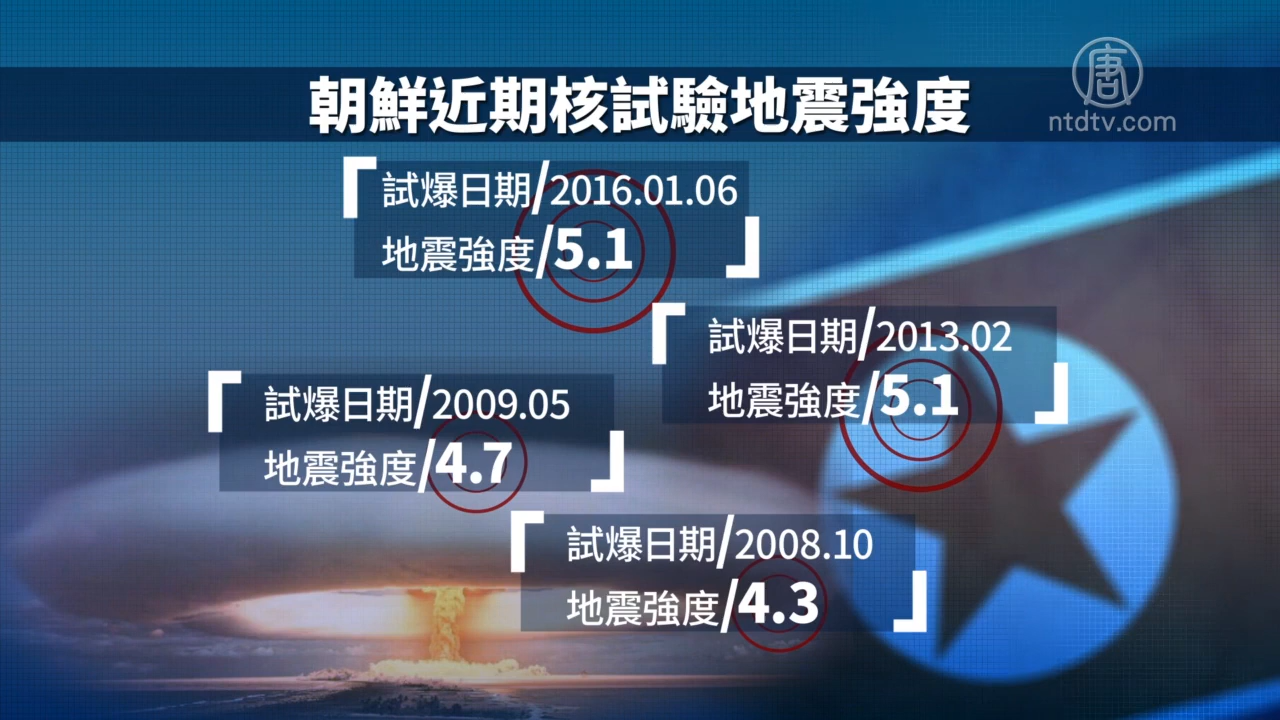 朝鮮近期核試驗地震強度
唐
ntdtv.com
試爆日期/2016.01.06
地震強度/5.1
試爆日期/2013.02
地震強度/5.1
試爆日期/2009.05
地震強度/4.7
試爆日期/2008.10
地震強度/4.3